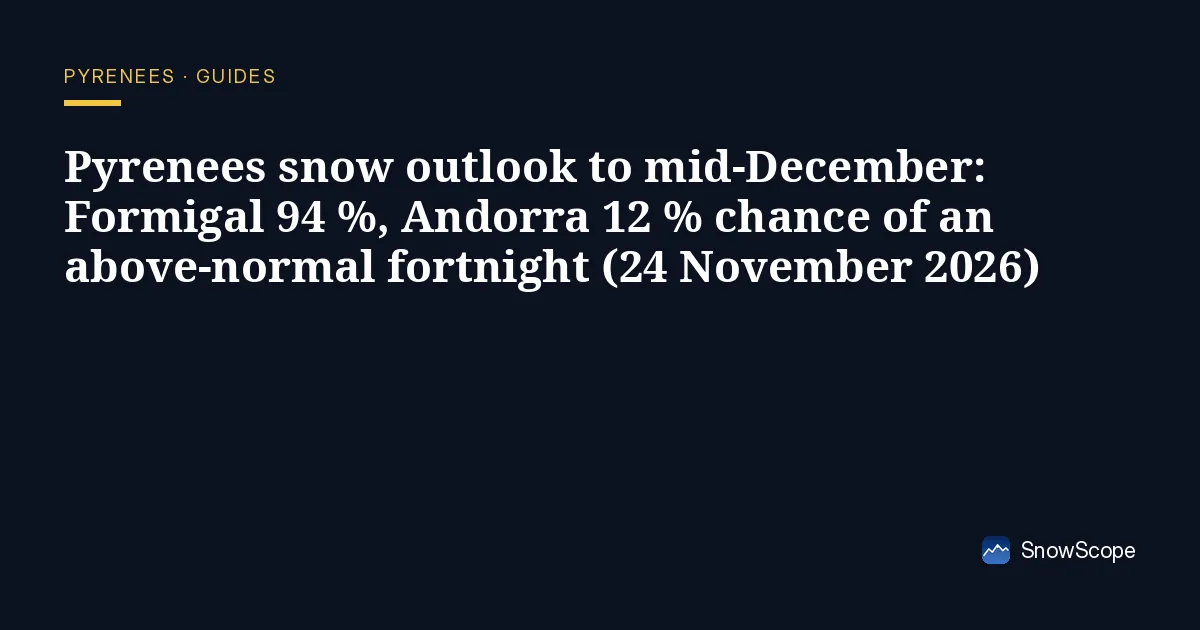 PYRENEES · GUIDES
Pyrenees snow outlook to mid-December:
Formigal 94 %, Andorra 12 % chance of an
above-normal fortnight (24 November 2026)
SnowScope